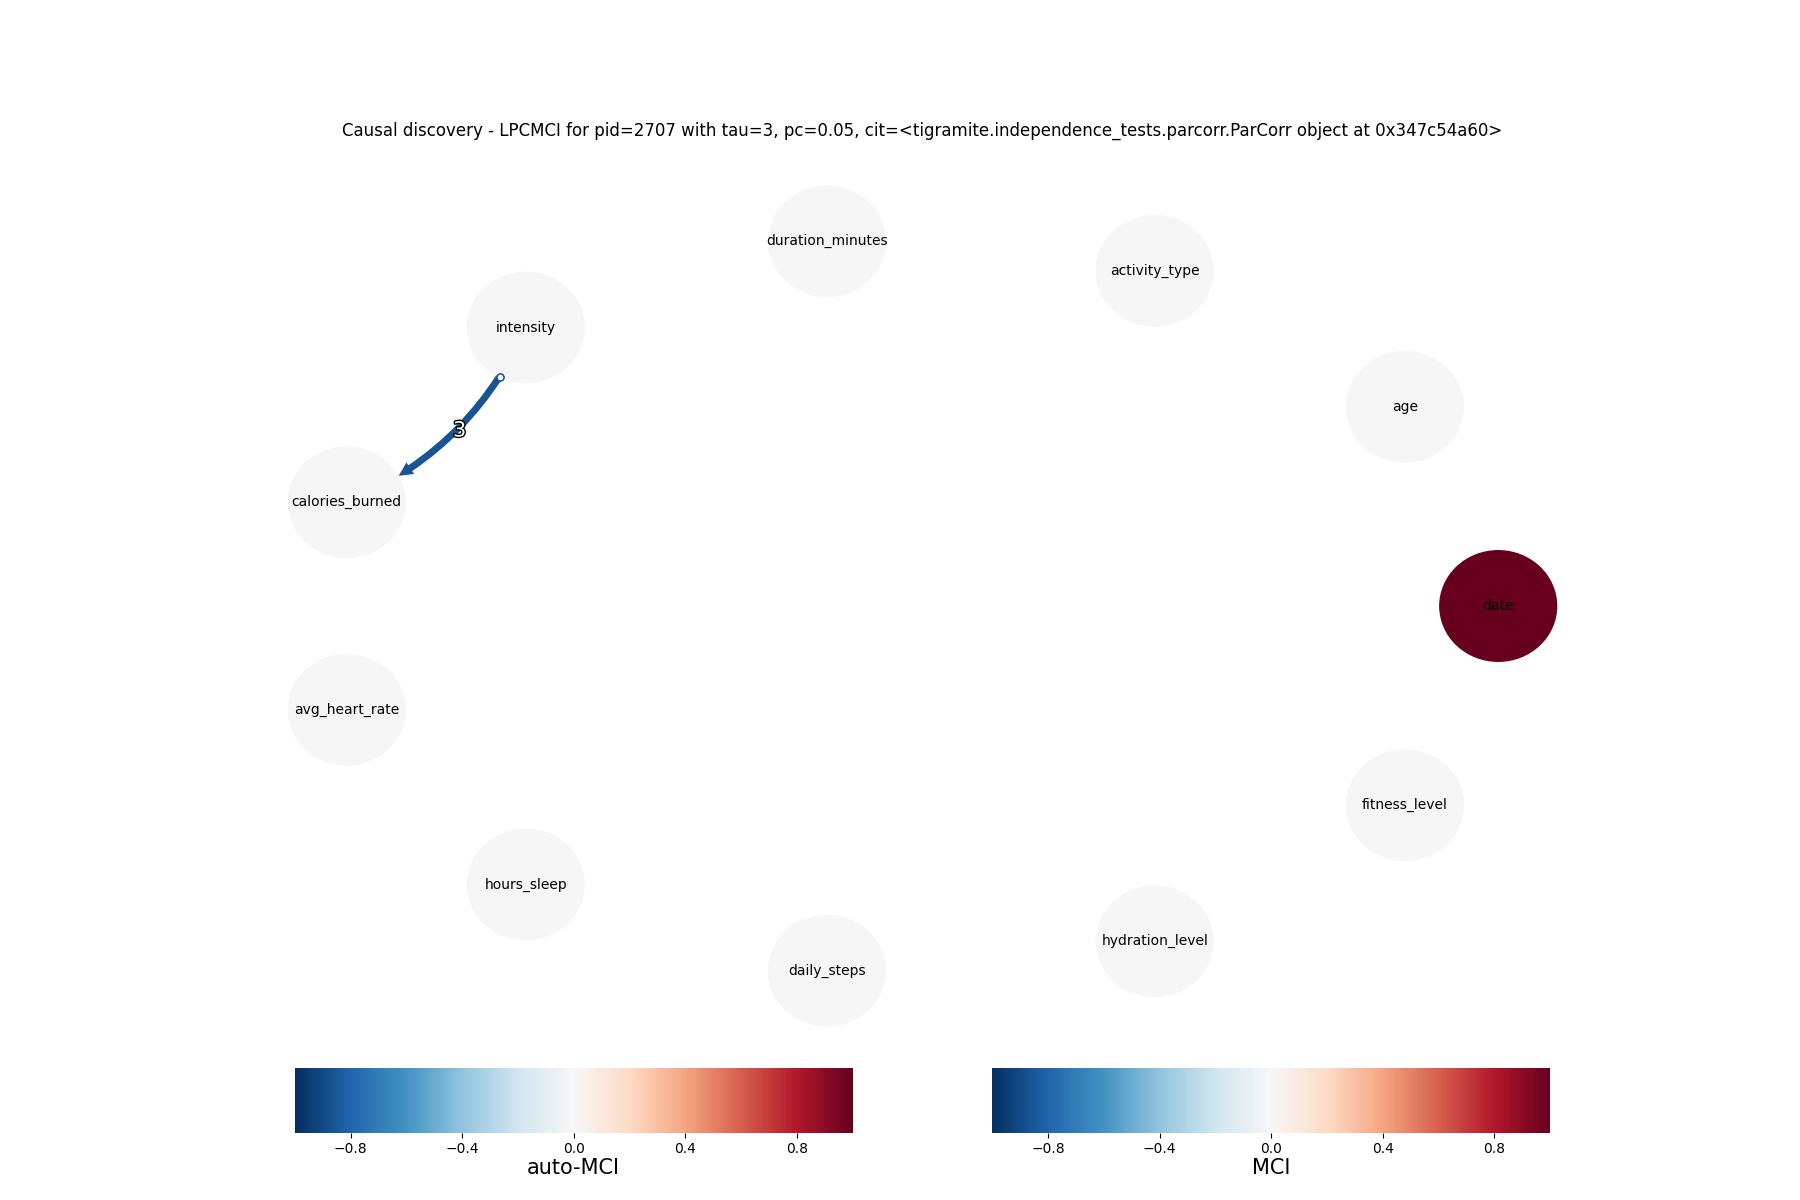 Causal discovery - LPCMCI for pid=2707 with tau=3, pc=0.05, cit=<tigramite.independence_tests.parcorr.ParCorr object at 0x347c54a60>
duration_minutes
activity_type
intensity
age
3
calories_burned
date
avg_heart_rate
fitness_level
hours_sleep
hydration_level
daily_steps
−0.8 −0.4 0.0 0.4 0.8 −0.8 −0.4 0.0 0.4 0.8
auto-MCI MCI